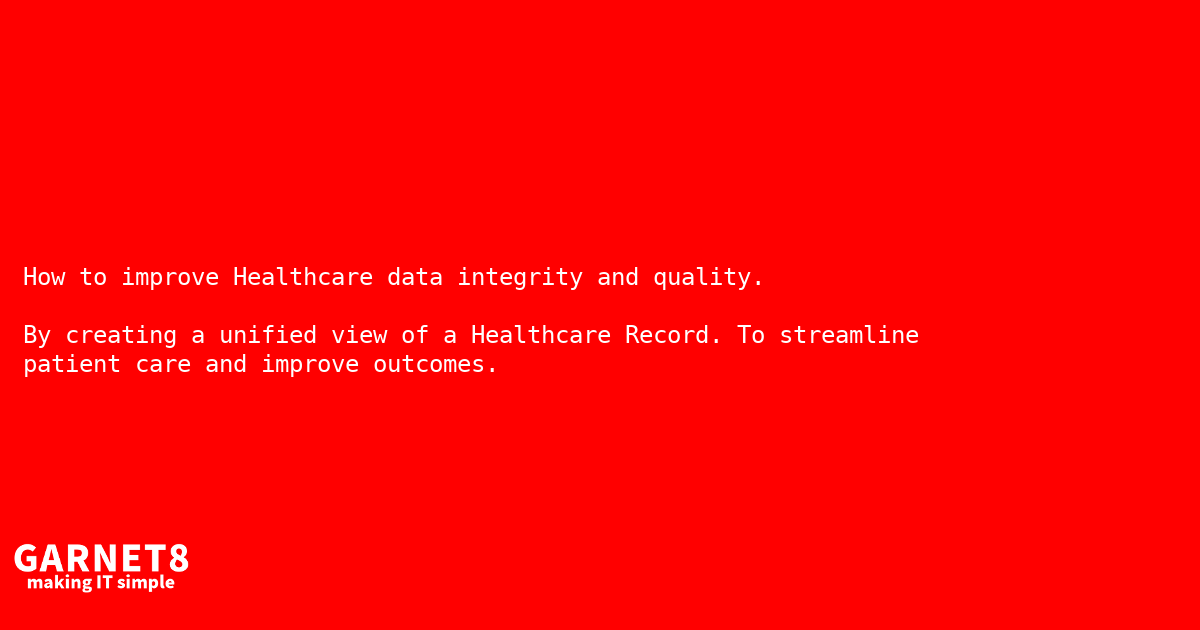 How to improve Healthcare data integrity and quality.
By creating a unified view of a Healthcare Record. To streamline
patient care and improve outcomes.
GARNET8
making IT simple